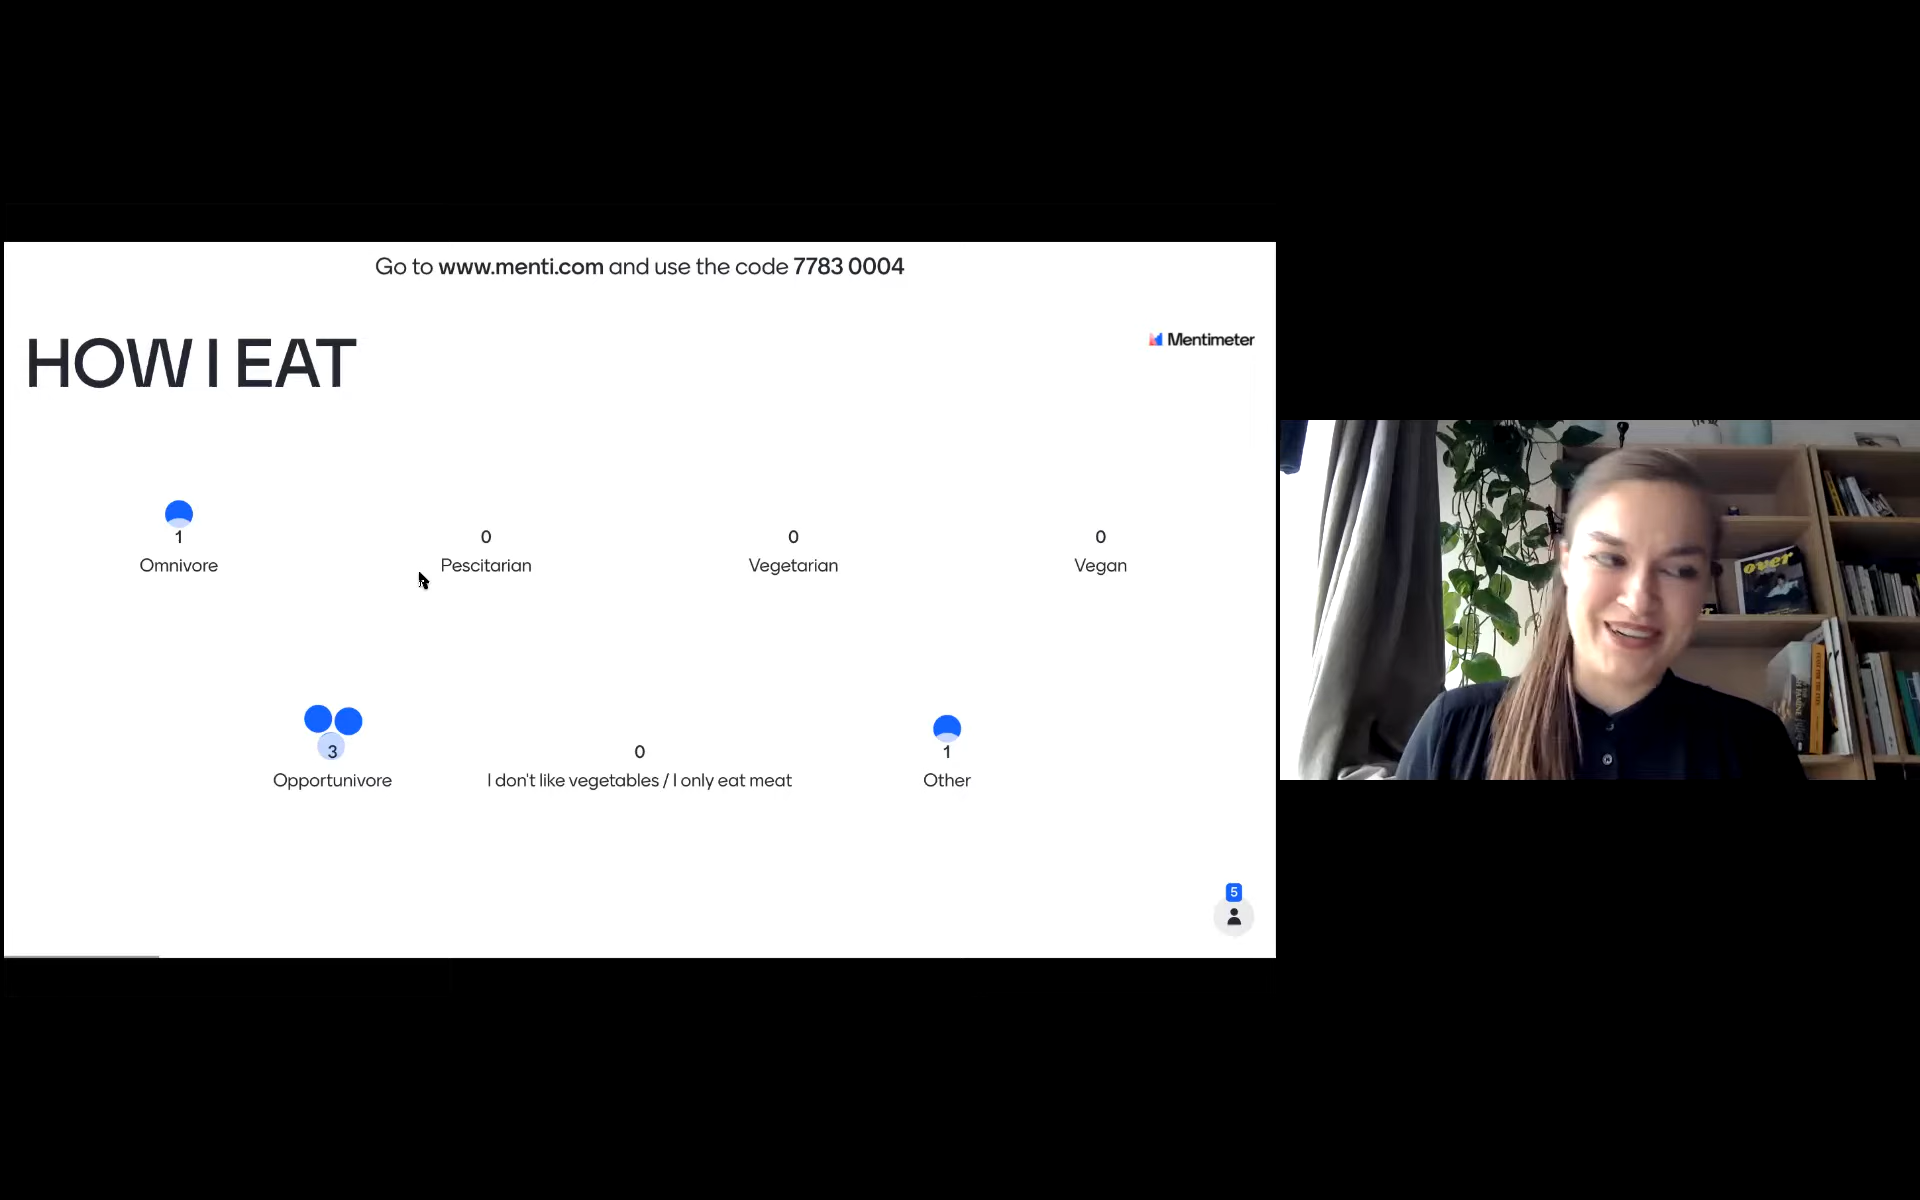 Go to www.menti.com and use the code 7783 0004
HOW I EAT
Mentimeter
1
Omnivore
0
Pescitarian
0
Vegetarian
0
Vegan
3
Opportunivore
0
I don't like vegetables / I only eat meat
1
Other
5
over